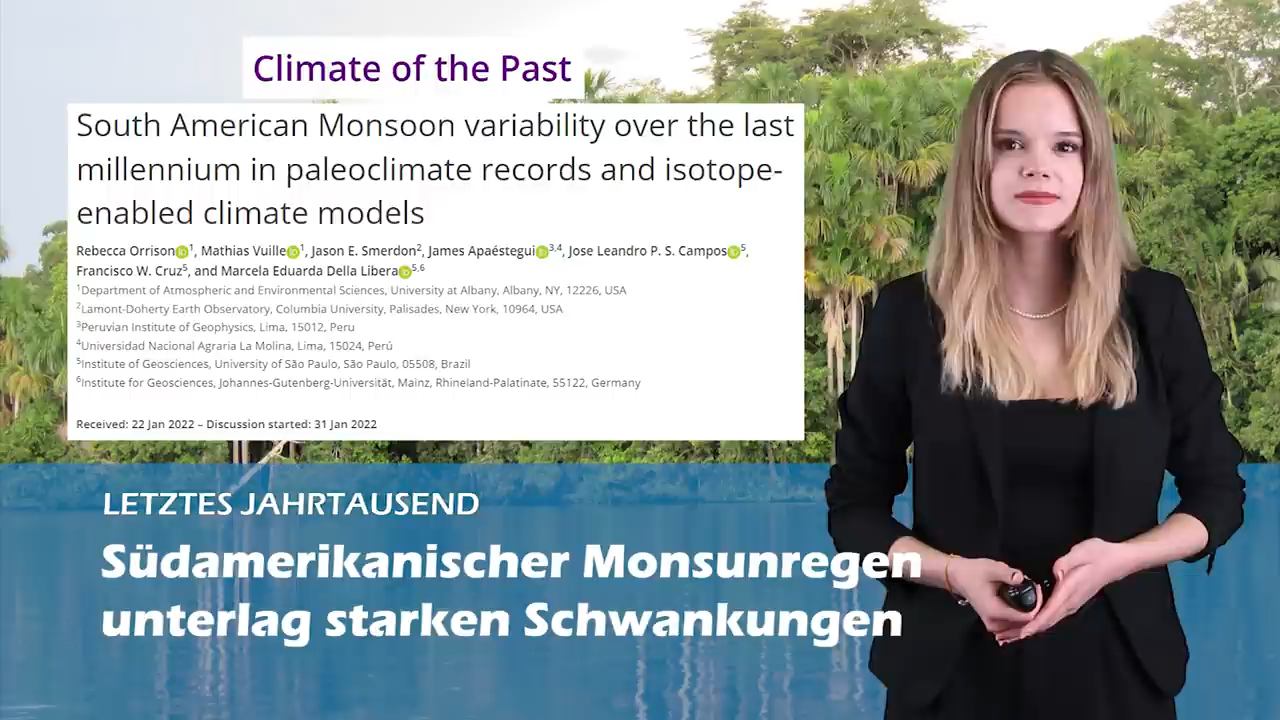 Climate of the Past
South American Monsoon variability over the last
millennium in paleoclimate records and isotope-
enabled climate models
Rebecca Orrison¹, Mathias Vuille¹, Jason E. Smerdon², James Apaéstegui³,⁴, Jose Leandro P. S. Campos⁵,
Francisco W. Cruz⁵, and Marcela Eduarda Della Libera⁵,⁶
¹Department of Atmospheric and Environmental Sciences, University at Albany, Albany, NY, 12226, USA
²Lamont-Doherty Earth Observatory, Columbia University, Palisades, New York, 10964, USA
³Peruvian Institute of Geophysics, Lima, 15012, Peru
⁴Universidad Nacional Agraria La Molina, Lima, 15024, Perú
⁵Institute of Geosciences, University of São Paulo, São Paulo, 05508, Brazil
⁶Institute for Geosciences, Johannes-Gutenberg-Universität, Mainz, Rhineland-Palatinate, 55122, Germany
Received: 22 Jan 2022 – Discussion started: 31 Jan 2022
LETZTES JAHRTAUSEND
Südamerikanischer Monsunregen
unterlag starken Schwankungen